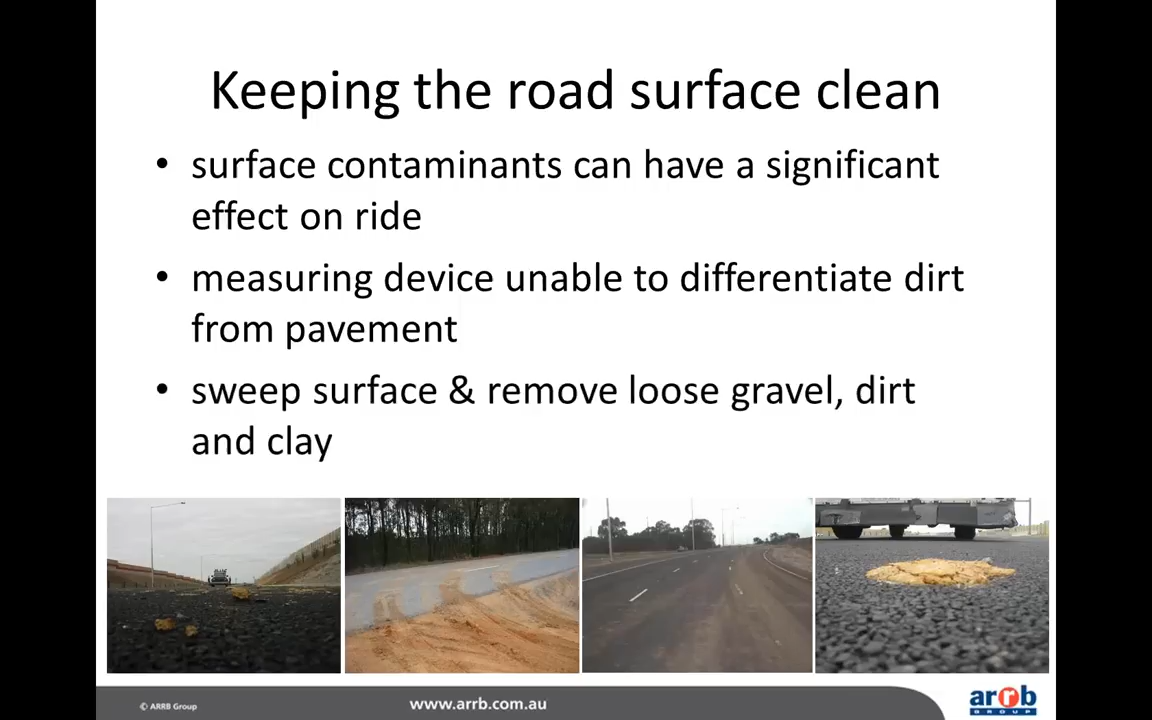 Keeping the road surface clean
• surface contaminants can have a significant
effect on ride
• measuring device unable to differentiate dirt
from pavement
• sweep surface & remove loose gravel, dirt
and clay
© ARRB Group
www.arrb.com.au
arrb
GROUP